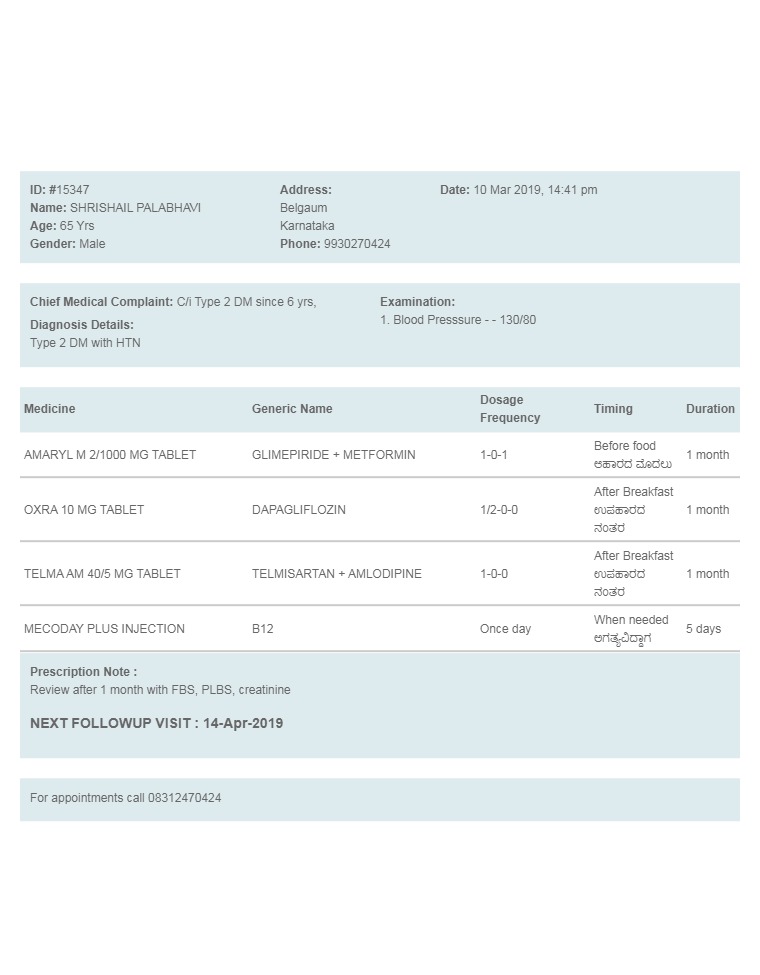 ID: #15347
Name: SHRISHAIL PALABHAVI
Age: 65 Yrs
Gender: Male
Address:
Belgaum
Karnataka
Phone: 9930270424
Date: 10 Mar 2019, 14:41 pm
Chief Medical Complaint: C/i Type 2 DM since 6 yrs,
Diagnosis Details:
Type 2 DM with HTN
Examination:
1. Blood Presssure - - 130/80
Medicine Generic Name Dosage Frequency Timing Duration
AMARYL M 2/1000 MG TABLET GLIMEPIRIDE + METFORMIN 1-0-1 Before food 1 month
ಅಹಾರದ ಮೊದಲು
OXRA 10 MG TABLET DAPAGLIFLOZIN 1/2-0-0 After Breakfast 1 month
ಉಪಹಾರದ
ನಂತರ
TELMA AM 40/5 MG TABLET TELMISARTAN + AMLODIPINE 1-0-0 After Breakfast 1 month
ಉಪಹಾರದ
ನಂತರ
MECODAY PLUS INJECTION B12 Once day When needed 5 days
ಅಗತ್ಯವಿದ್ದಾಗ
Prescription Note :
Review after 1 month with FBS, PLBS, creatinine
NEXT FOLLOWUP VISIT : 14-Apr-2019
For appointments call 08312470424